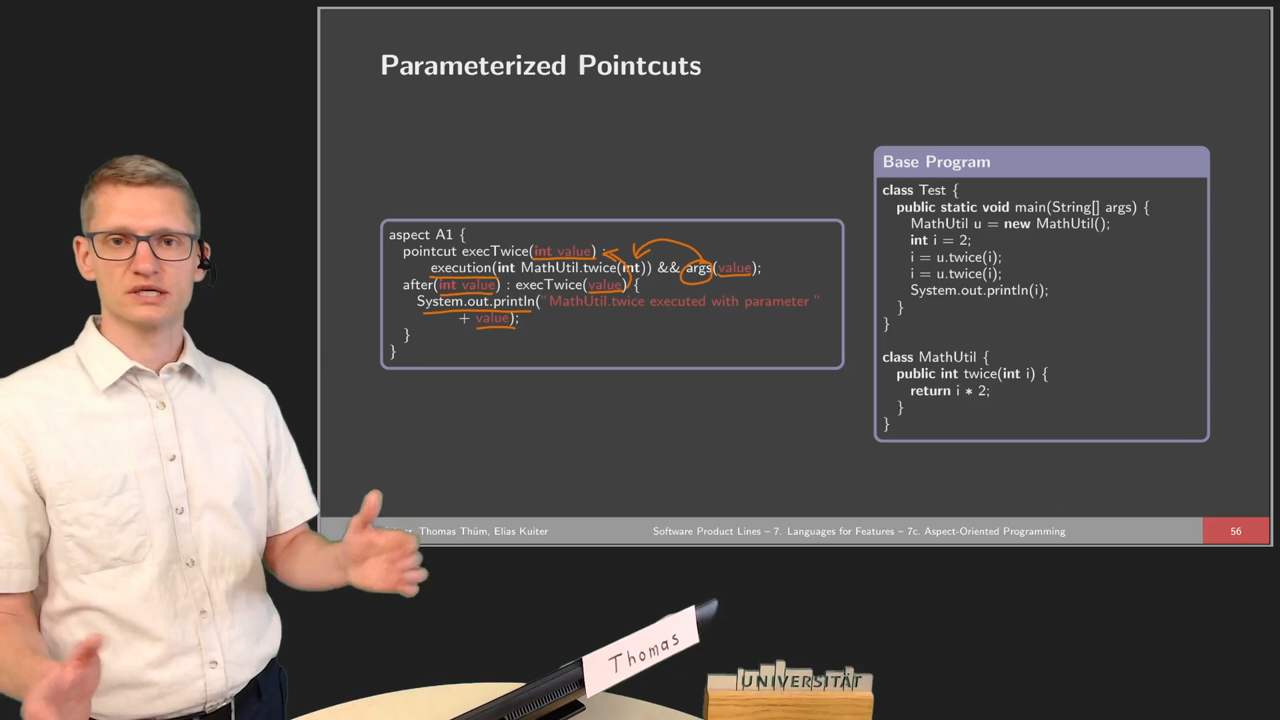 Parameterized Pointcuts
aspect A1 {
pointcut execTwice(int value) :
execution(int MathUtil.twice(int)) && args(value);
after(int value) : execTwice(value) {
System.out.println("MathUtil.twice executed with parameter "
+ value);
}
}
Base Program
class Test {
public static void main(String[] args) {
MathUtil u = new MathUtil();
int i = 2;
i = u.twice(i);
i = u.twice(i);
System.out.println(i);
}
}
class MathUtil {
public int twice(int i) {
return i * 2;
}
}
Thomas Thüm, Elias Kuiter
Software Product Lines – 7. Languages for Features – 7c. Aspect-Oriented Programming
56
Thomas
UNIVERSITÄT